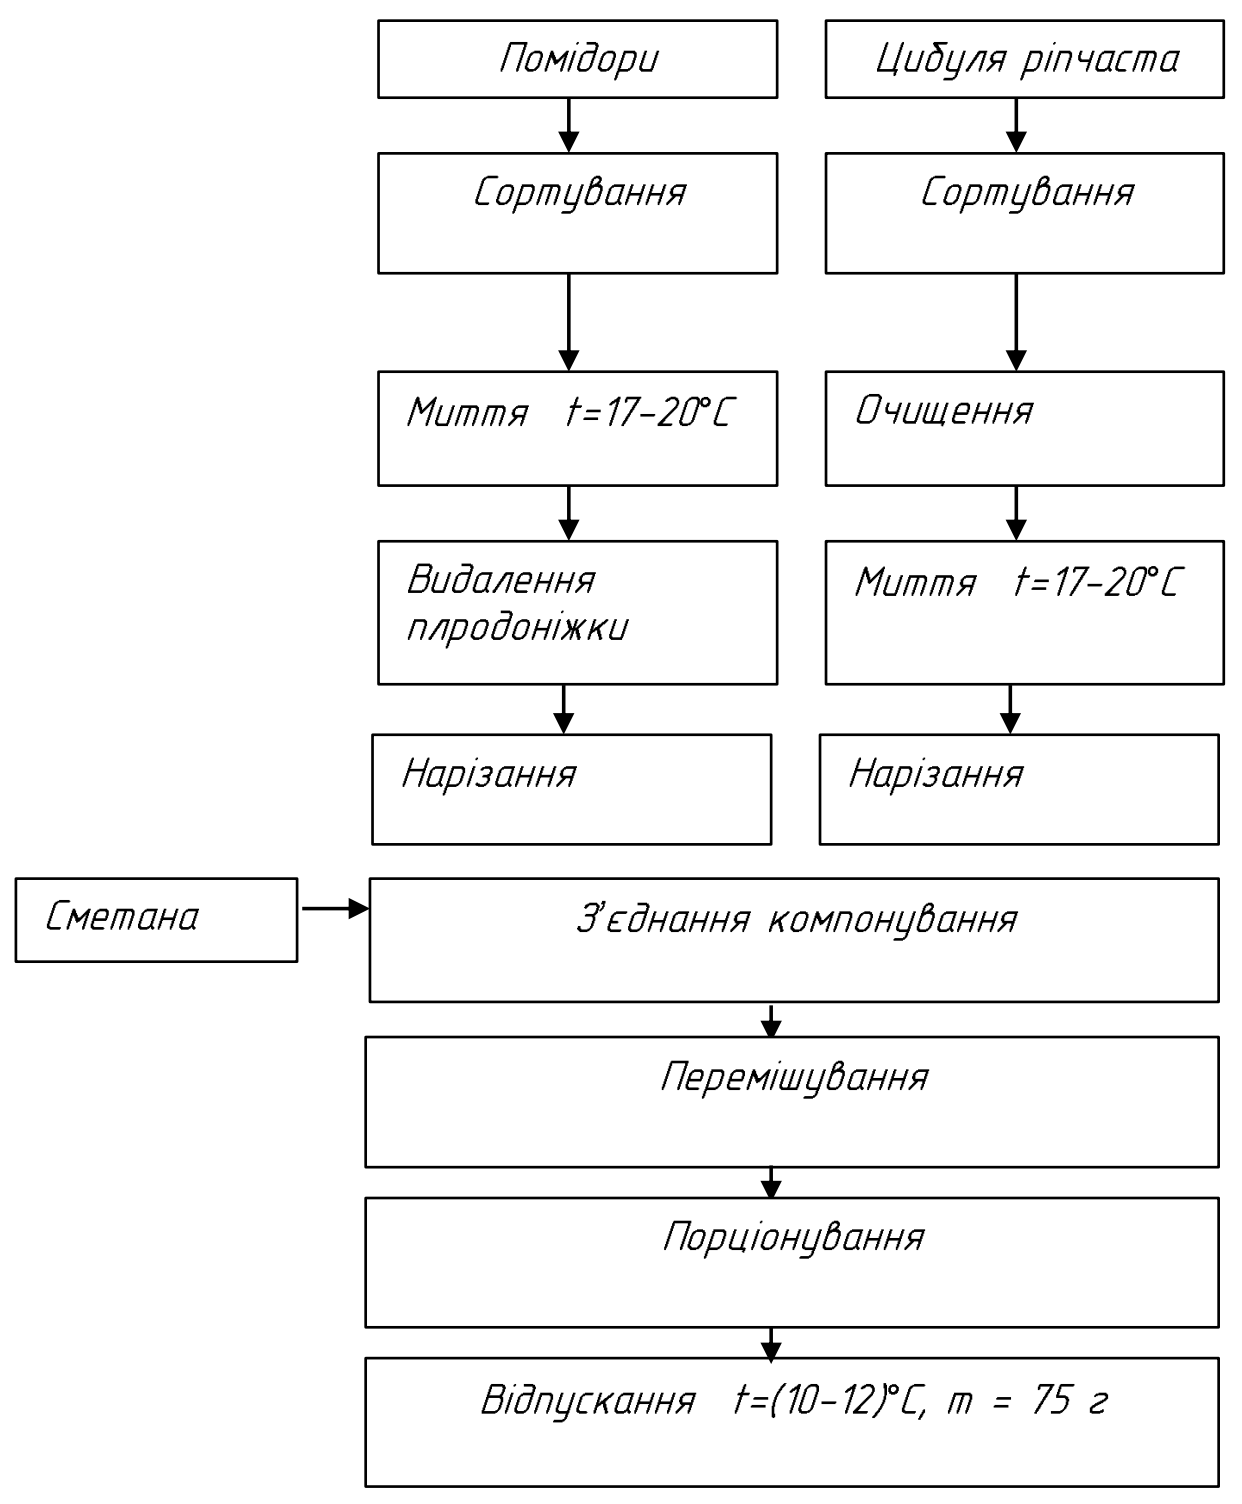 Помідори
Цибуля ріпчаста
Сортування
Сортування
Миття t=17-20°С
Очищення
Видалення
плродоніжки
Миття t=17-20°С
Нарізання
Нарізання
Сметана
З'єднання компонування
Перемішування
Порціонування
Відпускання t=(10-12)°С, m = 75 г